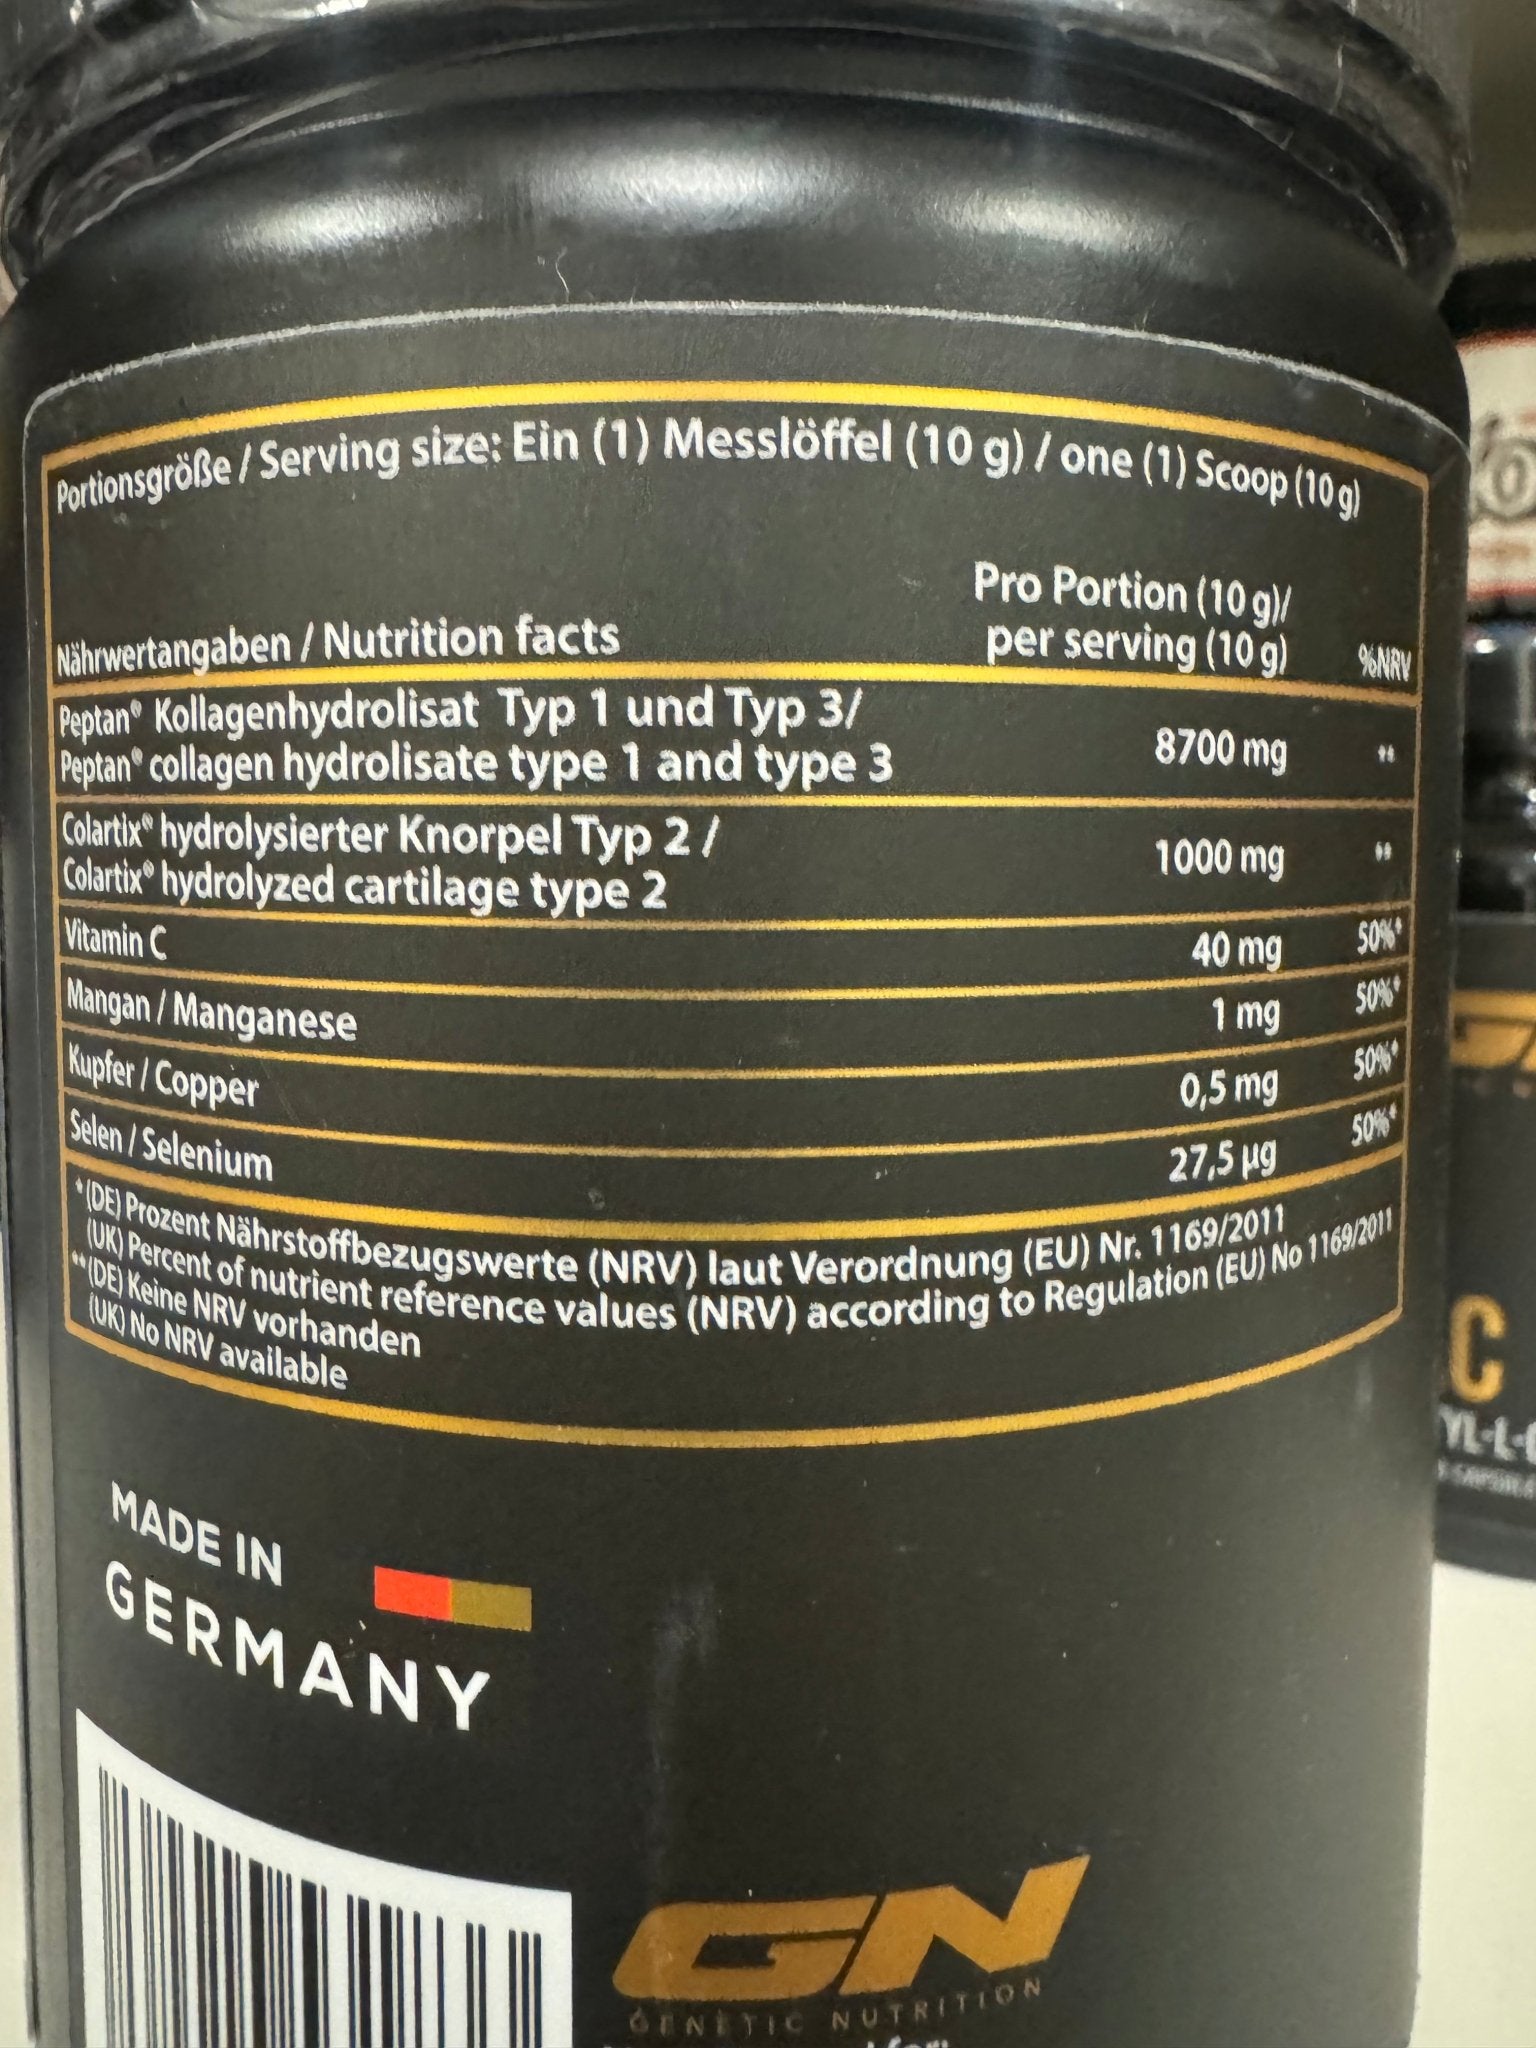 Portionsgröße / Serving size: Ein (1) Messlöffel (10 g) / one (1) Scoop (10 g)
Nährwertangaben / Nutrition facts
Pro Portion (10 g)/
per serving (10 g)
%NRV
Peptan® Kollagenhydrolisat Typ 1 und Typ 3/
Peptan® collagen hydrolisate type 1 and type 3
8700 mg
**
Colartix® hydrolysierter Knorpel Typ 2 /
Colartix® hydrolyzed cartilage type 2
1000 mg
**
Vitamin C 40 mg 50%*
Mangan / Manganese 1 mg 50%*
Kupfer / Copper 0,5 mg 50%*
Selen / Selenium 27,5 µg 50%*
*(DE) Prozent Nährstoffbezugswerte (NRV) laut Verordnung (EU) Nr. 1169/2011
(UK) Percent of nutrient reference values (NRV) according to Regulation (EU) No 1169/2011
**(DE) Keine NRV vorhanden
(UK) No NRV available
MADE IN
GERMANY
GN
GENETIC NUTRITION
C